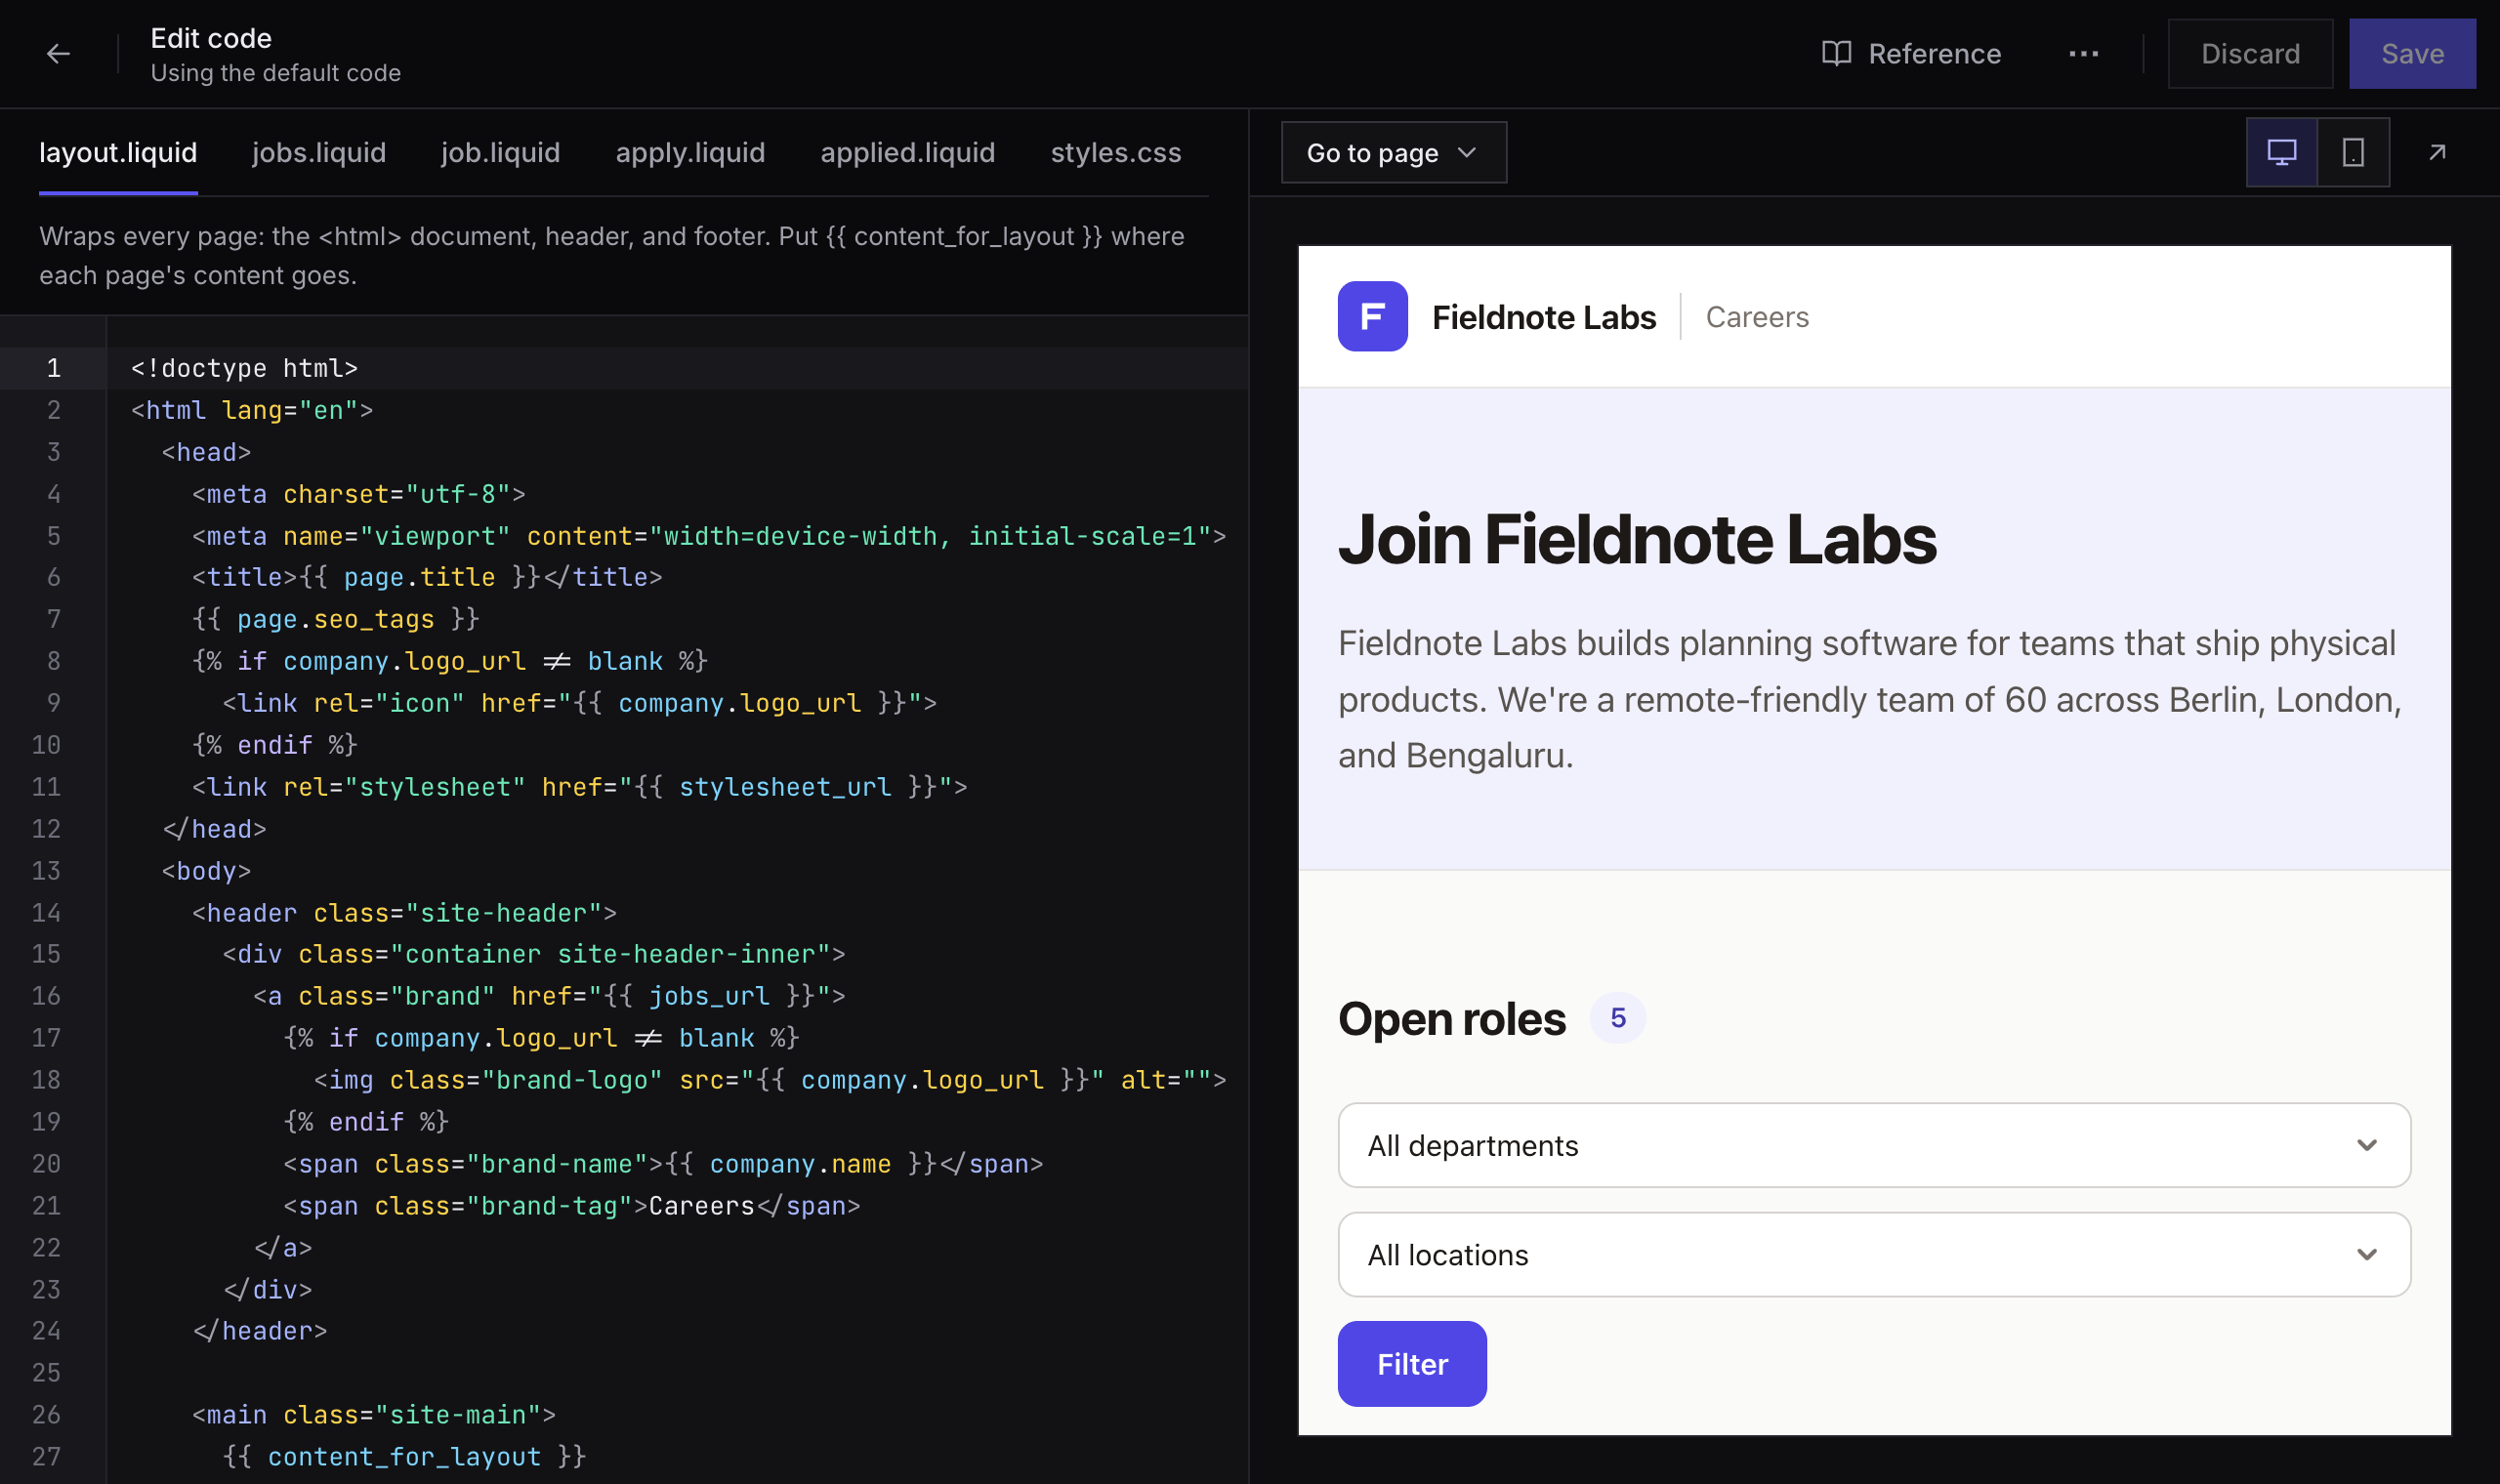 Edit code
Using the default code
Reference
Discard
Save
layout.liquid
jobs.liquid
job.liquid
apply.liquid
applied.liquid
styles.css
Wraps every page: the <html> document, header, and footer. Put {{ content_for_layout }} where
each page's content goes.
1 <!doctype html>
2 <html lang="en">
3 <head>
4 <meta charset="utf-8">
5 <meta name="viewport" content="width=device-width, initial-scale=1">
6 <title>{{ page.title }}</title>
7 {{ page.seo_tags }}
8 {% if company.logo_url != blank %}
9 <link rel="icon" href="{{ company.logo_url }}">
10 {% endif %}
11 <link rel="stylesheet" href="{{ stylesheet_url }}">
12 </head>
13 <body>
14 <header class="site-header">
15 <div class="container site-header-inner">
16 <a class="brand" href="{{ jobs_url }}">
17 {% if company.logo_url != blank %}
18 <img class="brand-logo" src="{{ company.logo_url }}" alt="">
19 {% endif %}
20 <span class="brand-name">{{ company.name }}</span>
21 <span class="brand-tag">Careers</span>
22 </a>
23 </div>
24 </header>
25
26 <main class="site-main">
27 {{ content_for_layout }}
Go to page
F
Fieldnote Labs
Careers
Join Fieldnote Labs
Fieldnote Labs builds planning software for teams that ship physical
products. We're a remote-friendly team of 60 across Berlin, London,
and Bengaluru.
Open roles 5
All departments
All locations
Filter